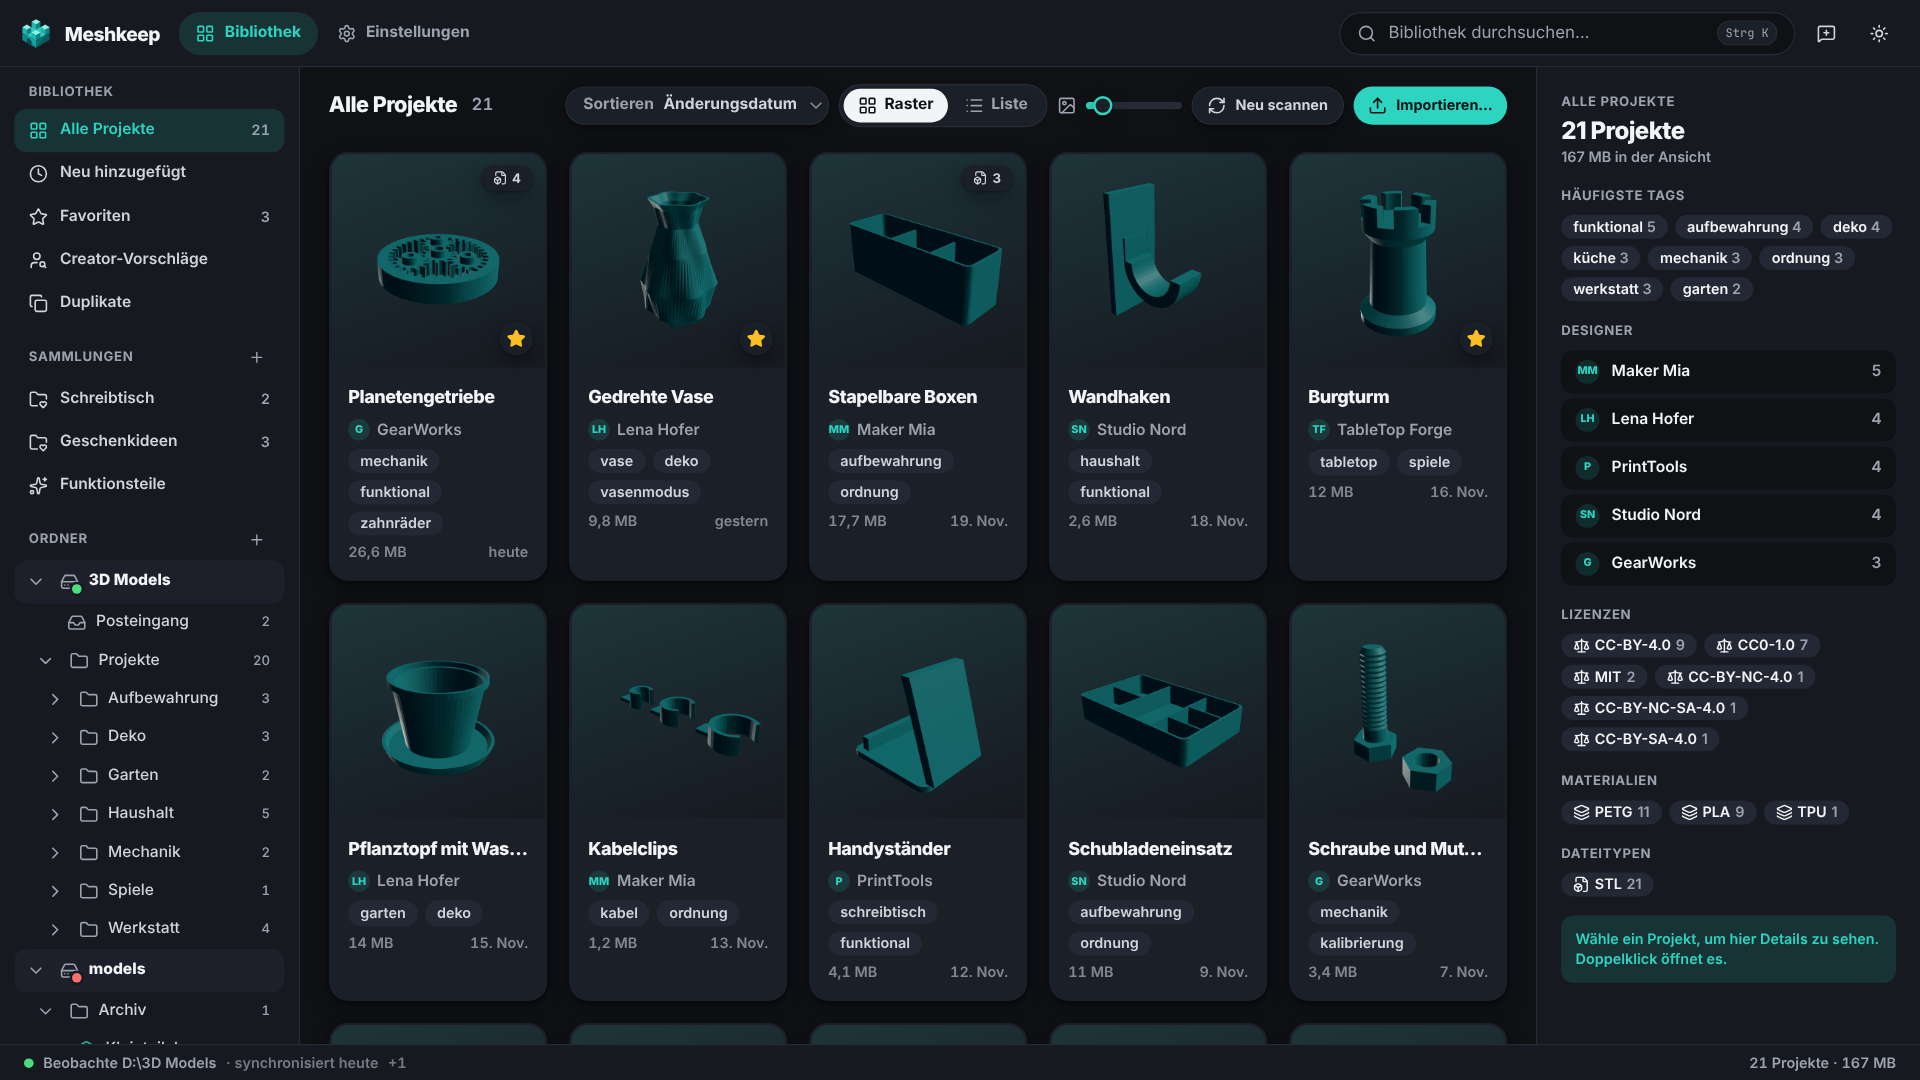 Meshkeep
Bibliothek
Einstellungen
Bibliothek durchsuchen...
Strg K
BIBLIOTHEK
Alle Projekte 21
Neu hinzugefügt
Favoriten 3
Creator-Vorschläge
Duplikate
SAMMLUNGEN
Schreibtisch 2
Geschenkideen 3
Funktionsteile
ORDNER
3D Models
Posteingang 2
Projekte 20
Aufbewahrung 3
Deko 3
Garten 2
Haushalt 5
Mechanik 2
Spiele 1
Werkstatt 4
models
Archiv 1
Alle Projekte 21
Sortieren Änderungsdatum
Raster
Liste
Neu scannen
Importieren...
4
Planetengetriebe
G GearWorks
mechanik
funktional
zahnräder
26,6 MB heute
Gedrehte Vase
LH Lena Hofer
vase deko
vasenmodus
9,8 MB gestern
3
Stapelbare Boxen
MM Maker Mia
aufbewahrung
ordnung
17,7 MB 19. Nov.
Wandhaken
SN Studio Nord
haushalt
funktional
2,6 MB 18. Nov.
Burgturm
TF TableTop Forge
tabletop spiele
12 MB 16. Nov.
Pflanztopf mit Was...
LH Lena Hofer
garten deko
14 MB 15. Nov.
Kabelclips
MM Maker Mia
kabel ordnung
1,2 MB 13. Nov.
Handyständer
P PrintTools
schreibtisch
funktional
4,1 MB 12. Nov.
Schubladeneinsatz
SN Studio Nord
aufbewahrung
ordnung
11 MB 9. Nov.
Schraube und Mut...
G GearWorks
mechanik
kalibrierung
3,4 MB 7. Nov.
ALLE PROJEKTE
21 Projekte
167 MB in der Ansicht
HÄUFIGSTE TAGS
funktional 5 aufbewahrung 4 deko 4
küche 3 mechanik 3 ordnung 3
werkstatt 3 garten 2
DESIGNER
MM Maker Mia 5
LH Lena Hofer 4
P PrintTools 4
SN Studio Nord 4
G GearWorks 3
LIZENZEN
CC-BY-4.0 9 CC0-1.0 7
MIT 2 CC-BY-NC-4.0 1
CC-BY-NC-SA-4.0 1
CC-BY-SA-4.0 1
MATERIALIEN
PETG 11 PLA 9 TPU 1
DATEITYPEN
STL 21
Wähle ein Projekt, um hier Details zu sehen.
Doppelklick öffnet es.
Beobachte D:\3D Models · synchronisiert heute +1
21 Projekte · 167 MB